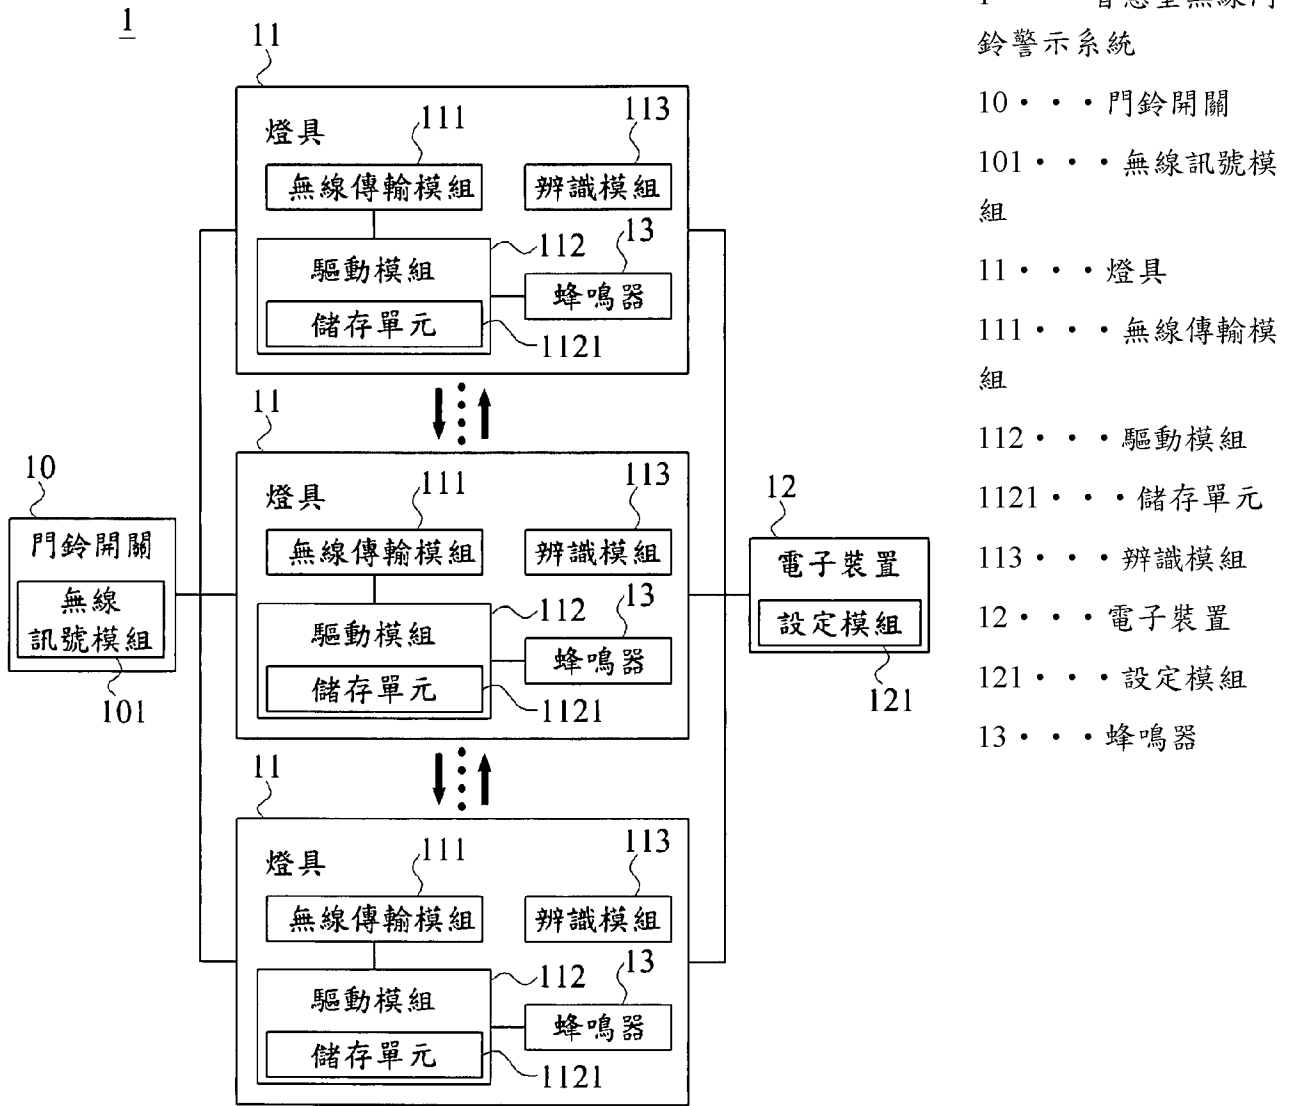 1
11
燈具
111
113
無線傳輸模組
辨識模組
驅動模組
112
13
蜂鳴器
儲存單元
1121
11
燈具
111
113
無線傳輸模組
辨識模組
驅動模組
112
13
蜂鳴器
儲存單元
1121
11
燈具
111
113
無線傳輸模組
辨識模組
驅動模組
112
13
蜂鳴器
儲存單元
1121
10
門鈴開關
無線
訊號模組
101
12
電子裝置
設定模組
121
鈴警示系統
10・・・門鈴開關
101・・・無線訊號模
組
11・・・燈具
111・・・無線傳輸模
組
112・・・驅動模組
1121・・・儲存單元
113・・・辨識模組
12・・・電子裝置
121・・・設定模組
13・・・蜂鳴器